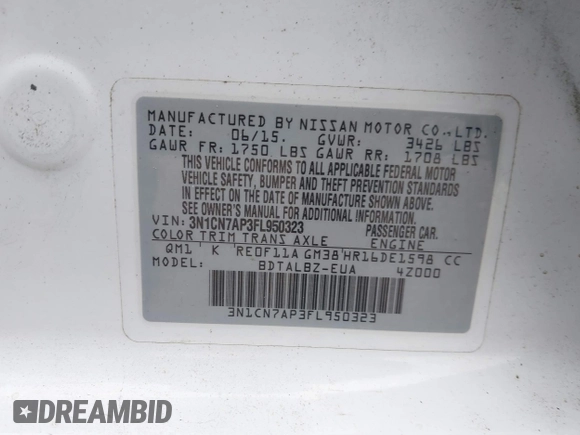 MANUFACTURED BY NISSAN MOTOR CO.,LTD.
DATE: 06/15. GVWR: 3426 LBS
GAWR FR: 1750 LBS GAWR RR: 1708 LBS
THIS VEHICLE CONFORMS TO ALL APPLICABLE FEDERAL MOTOR
VEHICLE SAFETY, BUMPER AND THEFT PREVENTION STANDARDS
IN EFFECT ON THE DATE OF MANUFACTURE SHOWN ABOVE.
SEE OWNER'S MANUAL OR ADDITIONAL INFORMATION.
VIN: 3N1CN7AP3FL950323 PASSENGER CAR.
COLOR TRIM TRANS AXLE ENGINE
QM1 ' K 'RE0F11A GM38'HR16DE1598 CC
MODEL: BDTALBZ-EUA 4Z000
3N1CN7AP3FL950323
DREAMBID